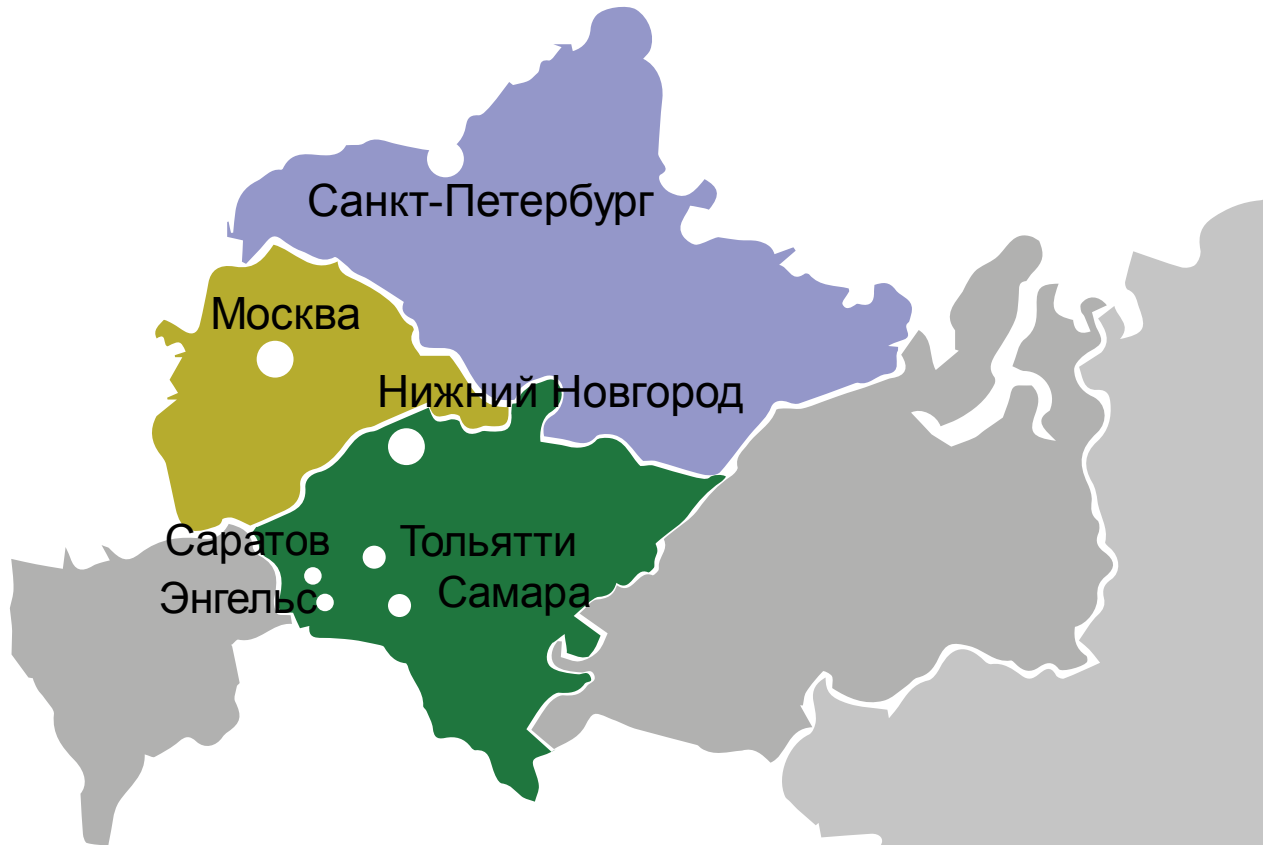 Санкт-Петербург
Москва
Нижний Новгород
Саратов
Тольятти
Энгельс
Самара